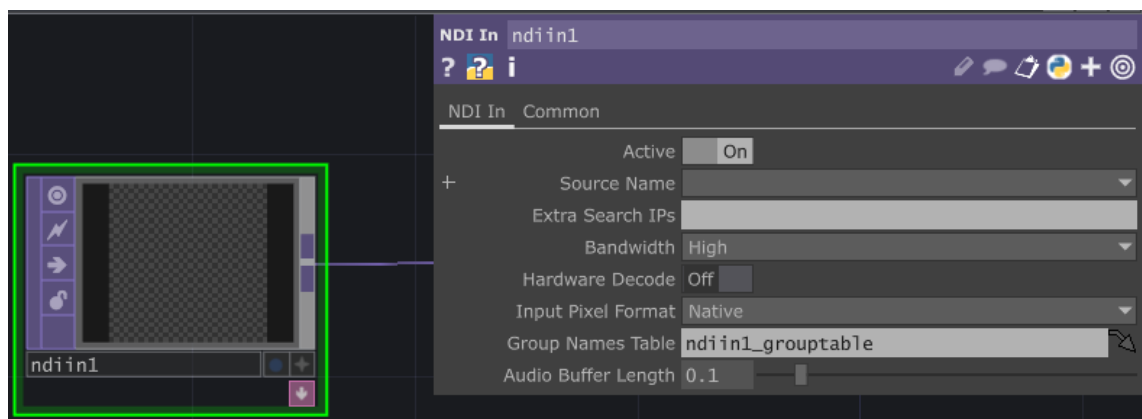 NDI In ndiin1
? ? i
NDI In Common
Active On
Source Name
Extra Search IPs
Bandwidth High
Hardware Decode Off
Input Pixel Format Native
Group Names Table ndiin1_grouptable
Audio Buffer Length 0.1
ndiin1